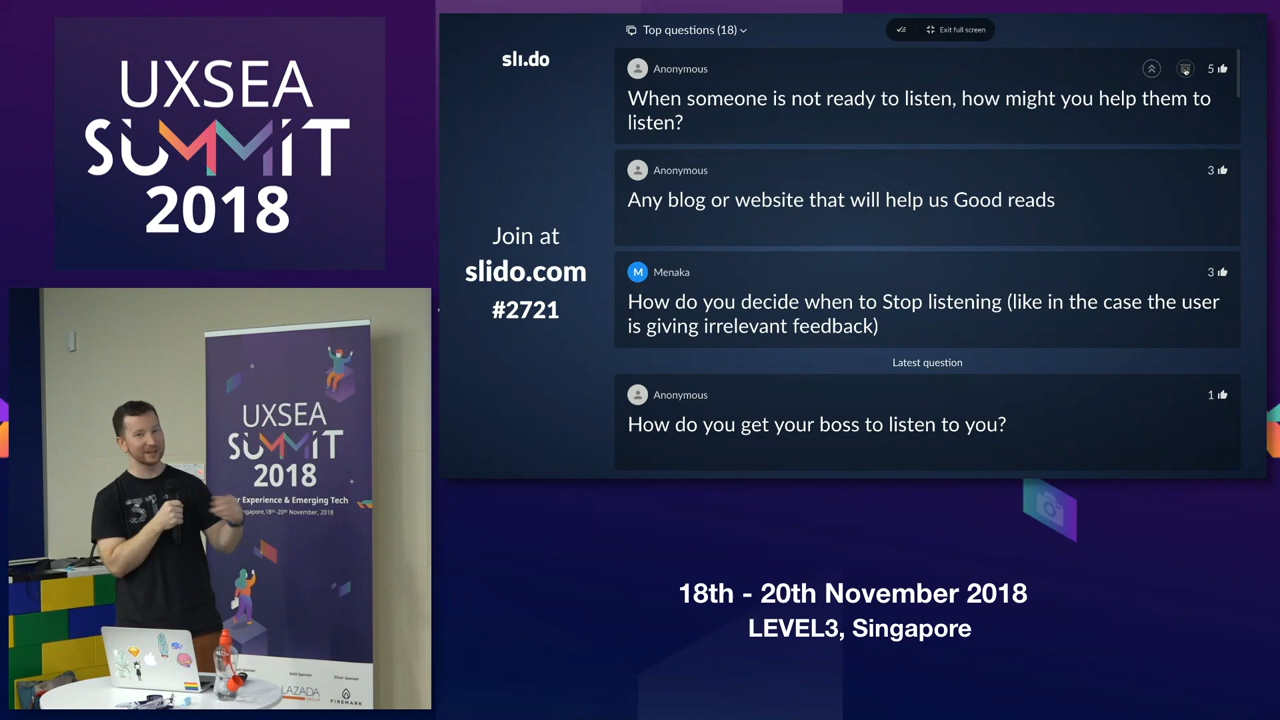 UXSEA
SUMMIT
2018
sli.do
Join at
slido.com
#2721
Top questions (18)
Exit full screen
Anonymous
5
When someone is not ready to listen, how might you help them to
listen?
Anonymous
3
Any blog or website that will help us Good reads
M
Menaka
3
How do you decide when to Stop listening (like in the case the user
is giving irrelevant feedback)
Latest question
Anonymous
1
How do you get your boss to listen to you?
UXSEA
SUMMIT
2018
Experience & Emerging Tech
18th -20th November, 2018
Gold Sponsor
Silver Sponsor
LAZADA
FIREMARK
18th - 20th November 2018
LEVEL3, Singapore